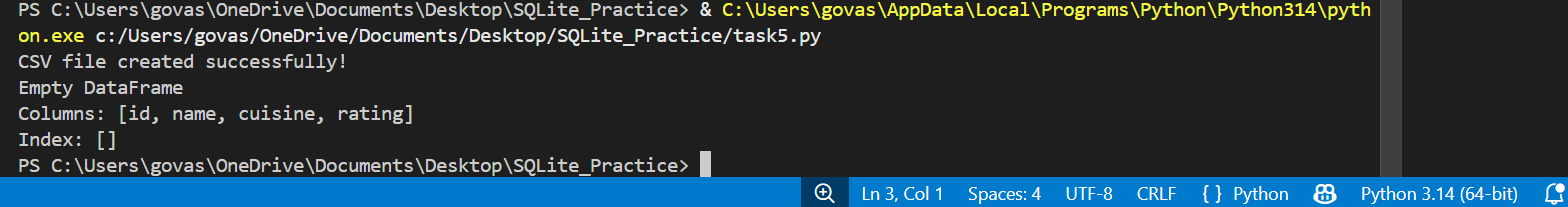 PS C:\Users\govas\OneDrive\Documents\Desktop\SQLite_Practice> & C:\Users\govas\AppData\Local\Programs\Python\Python314\pyth
on.exe c:/Users/govas/OneDrive/Documents/Desktop/SQLite_Practice/task5.py
CSV file created successfully!
Empty DataFrame
Columns: [id, name, cuisine, rating]
Index: []
PS C:\Users\govas\OneDrive\Documents\Desktop\SQLite_Practice>
Ln 3, Col 1 Spaces: 4 UTF-8 CRLF { } Python Python 3.14 (64-bit)